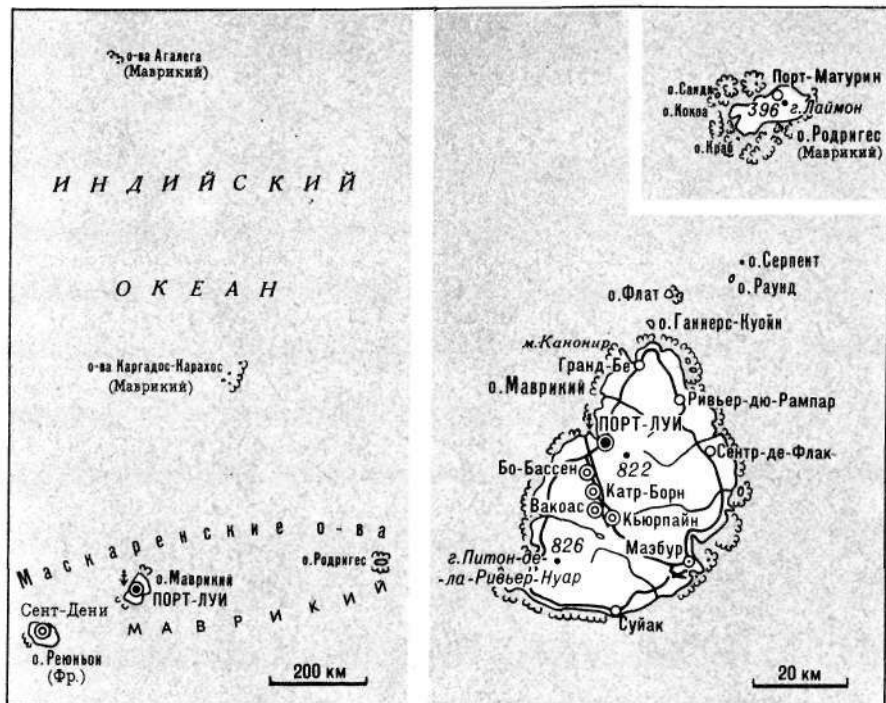 о-ва Агалега
(Маврикий)
ИНДИЙСКИЙ
ОКЕАН
о-ва Каргадос-Карахос
(Маврикий)
Маскаренские о-ва
о.Родригес
о.Маврикий
ПОРТ-ЛУИ
МАВРИКИЙ
Сент-Дени
о.Реюньон
(Фр.)
200 км
Порт-Матурин
о.Санди
о.Кокоа
396
г.Лаймон
о.Краб
о.Родригес
(Маврикий)
о.Серпент
о.Раунд
о.Флат
о.Ганнерс-Куойн
м.Канонир
Гранд-Бе
о.Маврикий
Ривьер-дю-Рампар
ПОРТ-ЛУИ
Сентр-де-Флак
822
Бо-Бассен
Катр-Борн
Вакоас
Кьюрпайп
826
Маэбур
г.Питон-де-
-ла-Ривьер-Нуар
Суйак
20 км